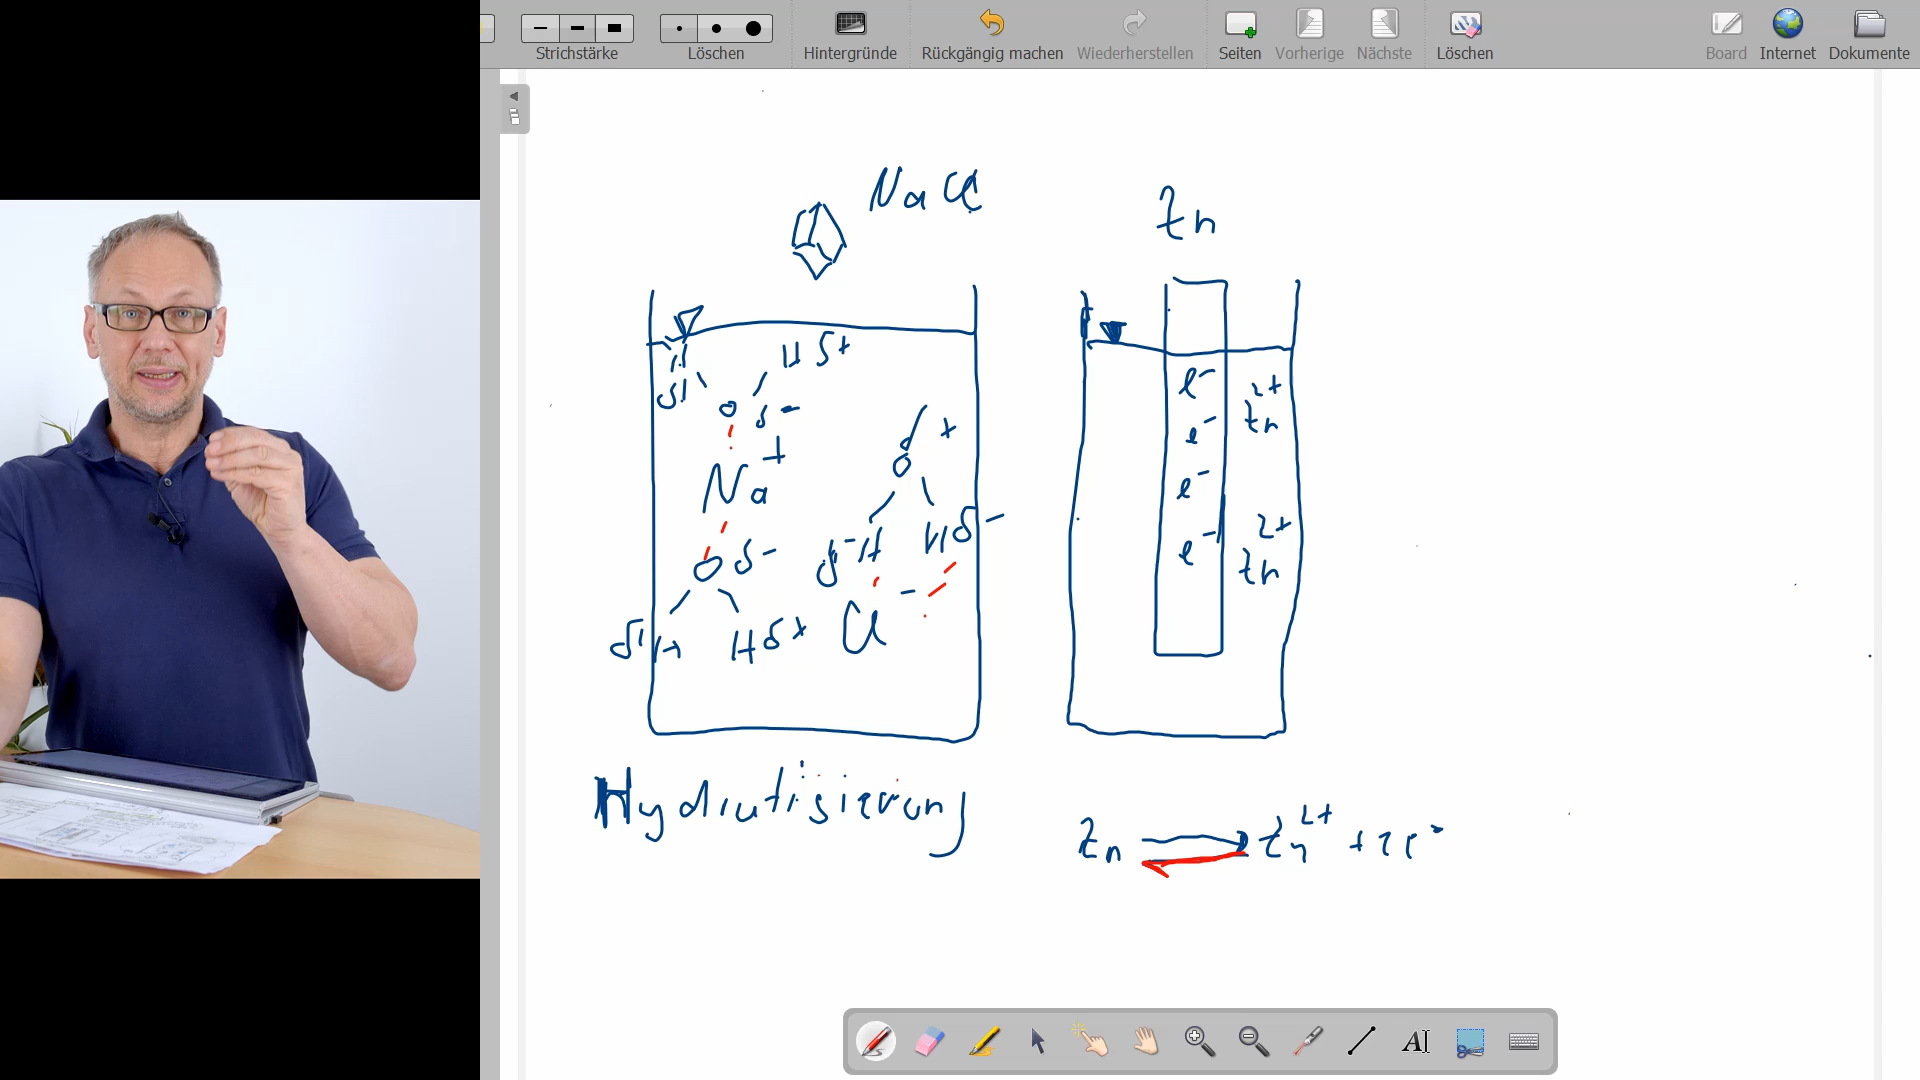 Strichstärke
Löschen
Hintergründe
Rückgängig machen
Wiederherstellen
Seiten
Vorherige
Nächste
Löschen
Board
Internet
Dokumente
NaCl
Zn
H
H δ+
O
δ-
Na+
O δ-
H
H δ+
+
O
δ- H
H δ-
Cl-
e-
e-
e-
e-
Zn2+
Zn2+
Zn ⇌ Zn2+ + 2e-